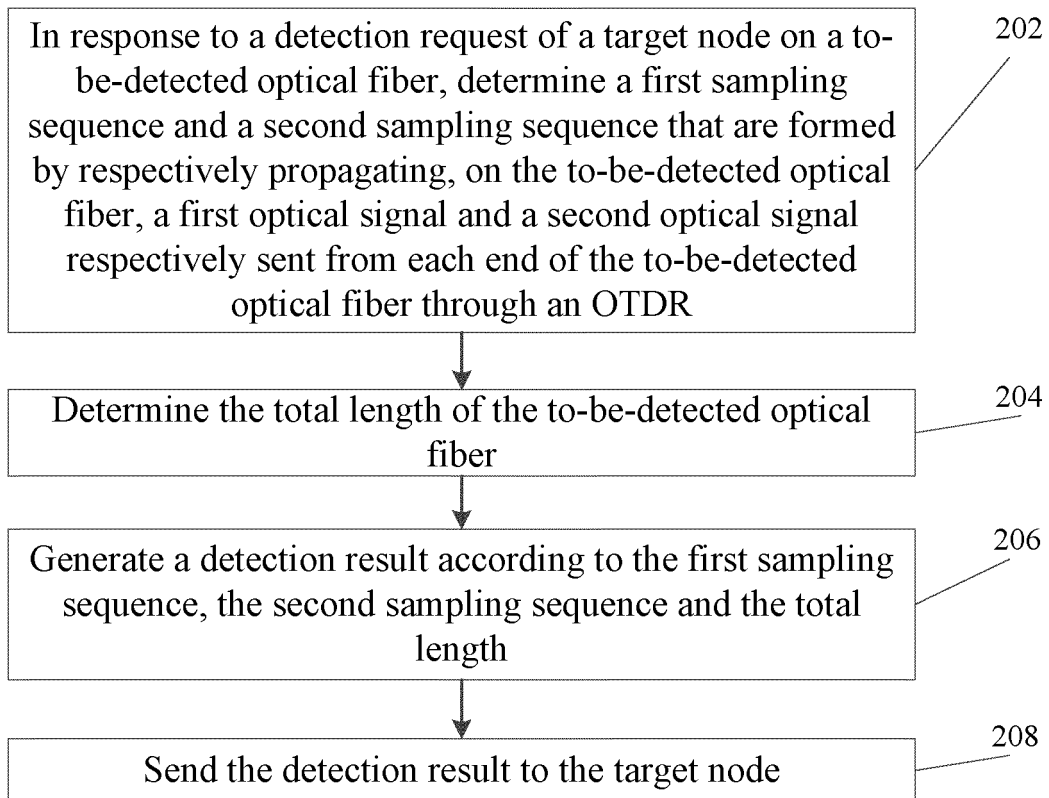 In response to a detection request of a target node on a to-
be-detected optical fiber, determine a first sampling
sequence and a second sampling sequence that are formed
by respectively propagating, on the to-be-detected optical
fiber, a first optical signal and a second optical signal
respectively sent from each end of the to-be-detected
optical fiber through an OTDR
202
Determine the total length of the to-be-detected optical
fiber
204
Generate a detection result according to the first sampling
sequence, the second sampling sequence and the total
length
206
Send the detection result to the target node
208